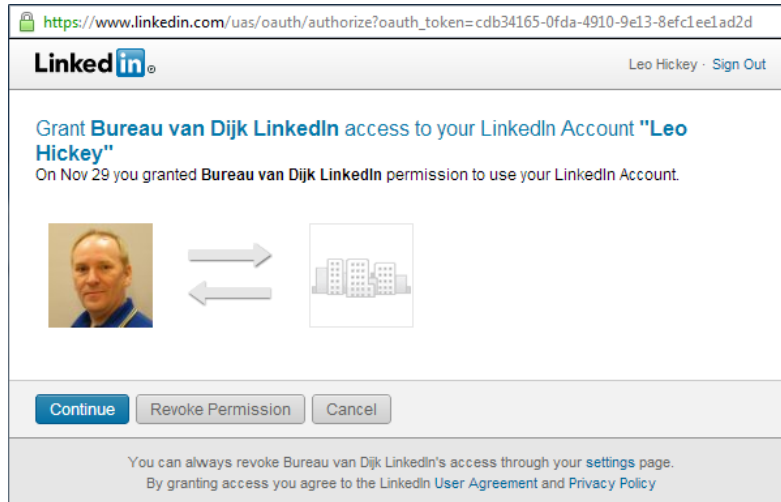 https://www.linkedin.com/uas/oauth/authorize?oauth_token=cdb34165-0fda-4910-9e13-8efc1ee1ad2d
Linked in ®
Leo Hickey · Sign Out
Grant Bureau van Dijk LinkedIn access to your LinkedIn Account "Leo
Hickey"
On Nov 29 you granted Bureau van Dijk LinkedIn permission to use your LinkedIn Account.
Continue
Revoke Permission
Cancel
You can always revoke Bureau van Dijk LinkedIn's access through your settings page.
By granting access you agree to the LinkedIn User Agreement and Privacy Policy